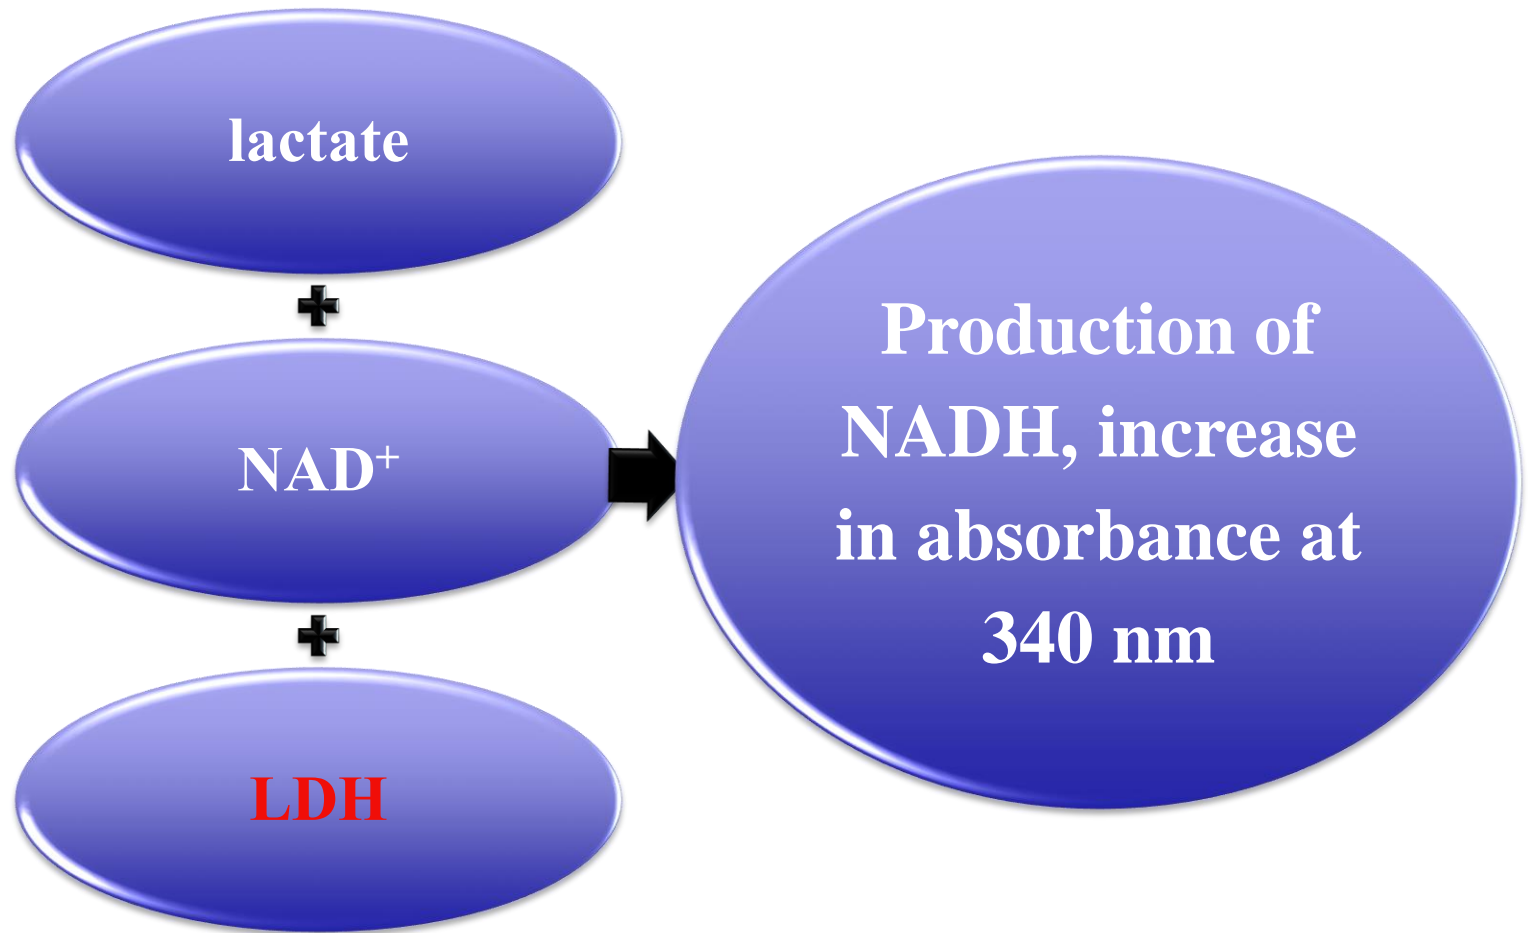 lactate
NAD⁺
LDH
Production of
NADH, increase
in absorbance at
340 nm